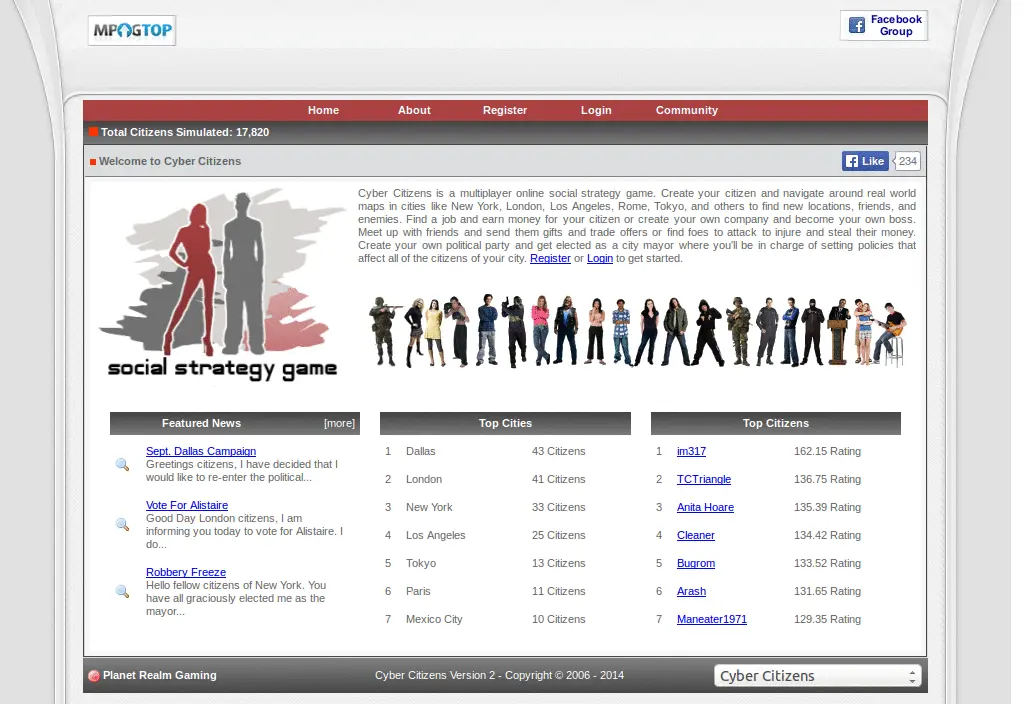 MPOGTOP
Facebook
Group
Home About Register Login Community
Total Citizens Simulated: 17,820
Welcome to Cyber Citizens
Like 234
Cyber Citizens is a multiplayer online social strategy game. Create your citizen and navigate around real world
maps in cities like New York, London, Los Angeles, Rome, Tokyo, and others to find new locations, friends, and
enemies. Find a job and earn money for your citizen or create your own company and become your own boss.
Meet up with friends and send them gifts and trade offers or find foes to attack to injure and steal their money.
Create your own political party and get elected as a city mayor where you'll be in charge of setting policies that
affect all of the citizens of your city. Register or Login to get started.
social strategy game
Featured News [more]
Sept. Dallas Campaign
Greetings citizens, I have decided that I
would like to re-enter the political...
Vote For Alistaire
Good Day London citizens, I am
informing you today to vote for Alistaire. I
do...
Robbery Freeze
Hello fellow citizens of New York. You
have all graciously elected me as the
mayor...
Top Cities
1 Dallas 43 Citizens
2 London 41 Citizens
3 New York 33 Citizens
4 Los Angeles 25 Citizens
5 Tokyo 13 Citizens
6 Paris 11 Citizens
7 Mexico City 10 Citizens
Top Citizens
1 im317 162.15 Rating
2 TCTriangle 136.75 Rating
3 Anita Hoare 135.39 Rating
4 Cleaner 134.42 Rating
5 Bugrom 133.52 Rating
6 Arash 131.65 Rating
7 Maneater1971 129.35 Rating
Planet Realm Gaming
Cyber Citizens Version 2 - Copyright © 2006 - 2014
Cyber Citizens